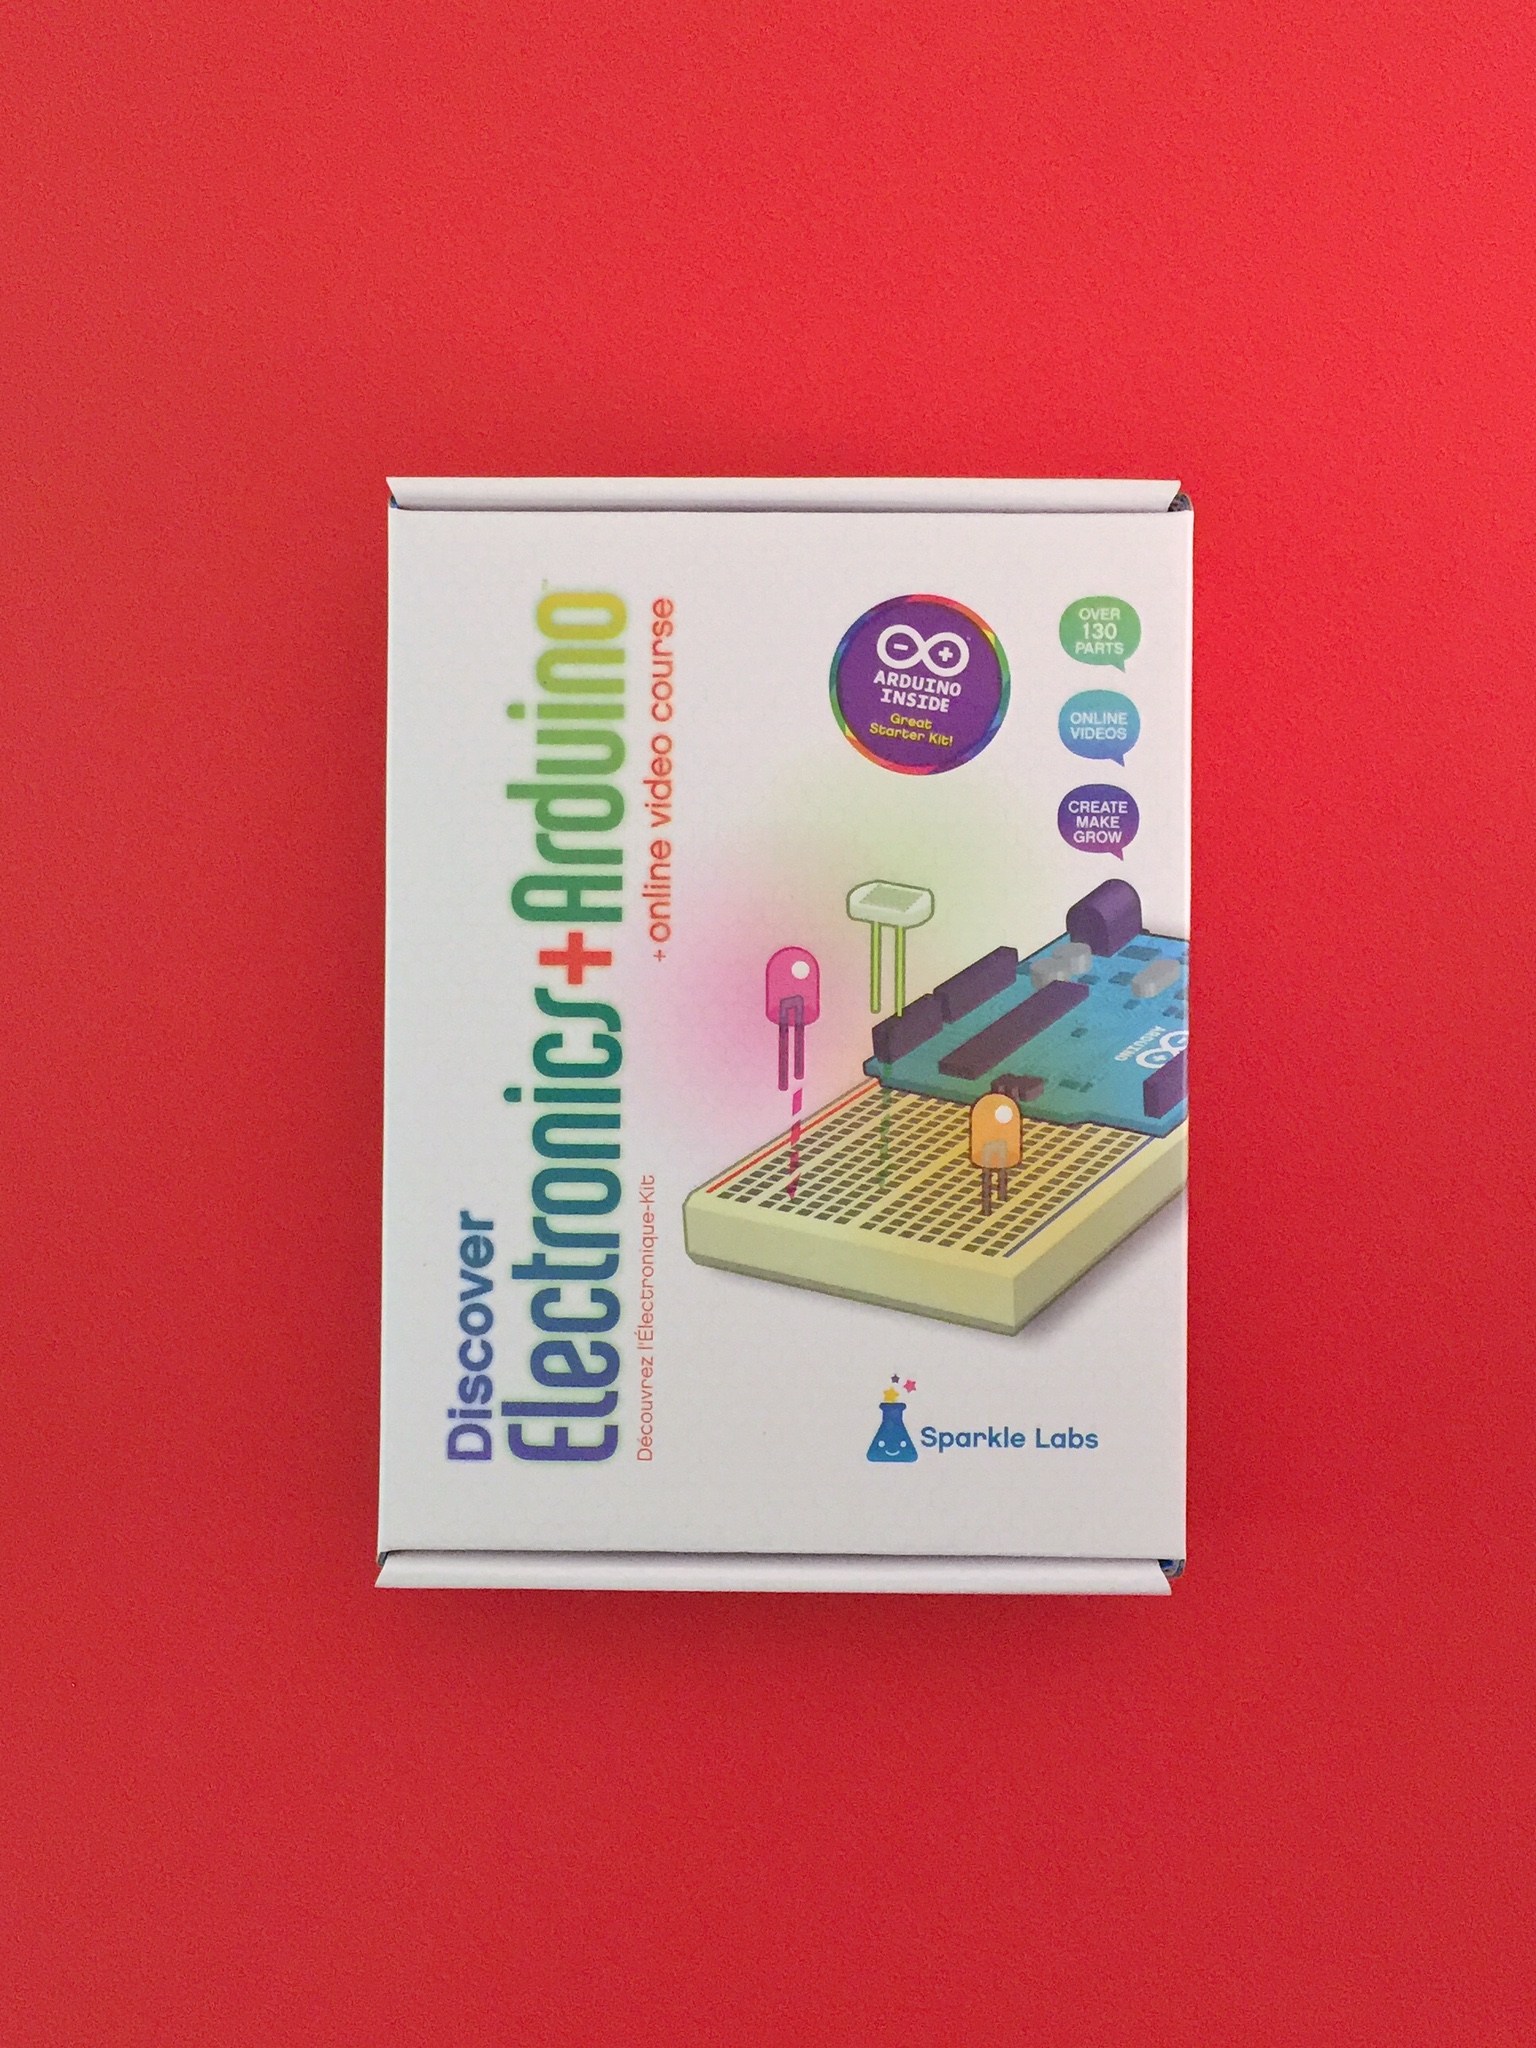 Discover
Electronics+Arduino™
+ online video course
Découvrez l'Électronique-Kit
ARDUINO
INSIDE
Great
Starter Kit!
OVER
130
PARTS
ONLINE
VIDEOS
CREATE
MAKE
GROW
ARDUINO
Sparkle Labs